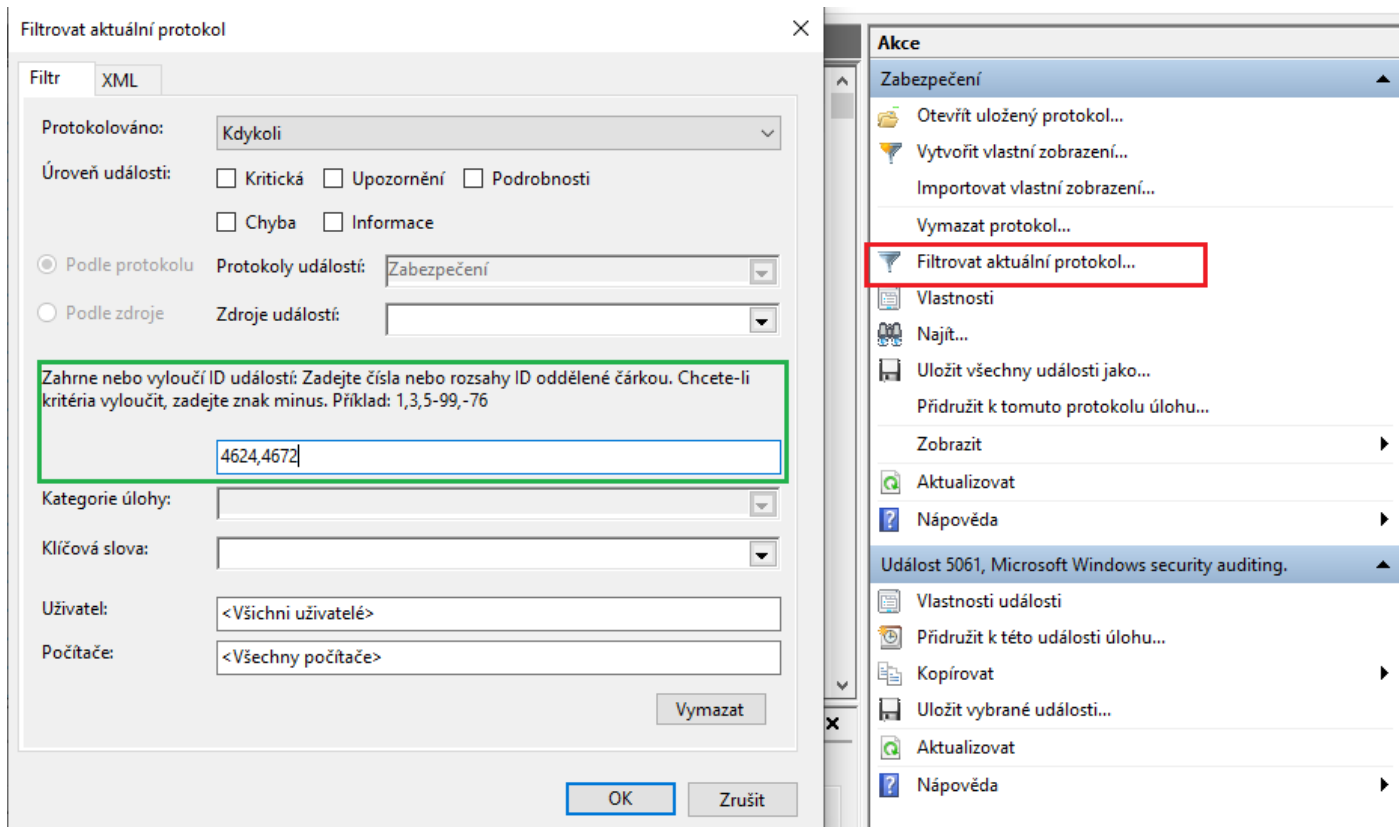 Filtrovat aktuální protokol
Filtr
XML
Protokolováno:
Kdykoli
Úroveň události:
Kritická
Upozornění
Podrobnosti
Chyba
Informace
Podle protokolu
Protokoly událostí:
Zabezpečení
Podle zdroje
Zdroje událostí:
Zahrne nebo vyloučí ID událostí: Zadejte čísla nebo rozsahy ID oddělené čárkou. Chcete-li
kritéria vyloučit, zadejte znak minus. Příklad: 1,3,5-99,-76
4624,4672
Kategorie úlohy:
Klíčová slova:
Uživatel:
<Všichni uživatelé>
Počítače:
<Všechny počítače>
Vymazat
OK
Zrušit
Akce
Zabezpečení
Otevřít uložený protokol...
Vytvořit vlastní zobrazení...
Importovat vlastní zobrazení...
Vymazat protokol...
Filtrovat aktuální protokol...
Vlastnosti
Najít...
Uložit všechny události jako...
Přidružit k tomuto protokolu úlohu...
Zobrazit
Aktualizovat
Nápověda
Událost 5061, Microsoft Windows security auditing.
Vlastnosti události
Přidružit k této události úlohu...
Kopírovat
Uložit vybrané události...
Aktualizovat
Nápověda